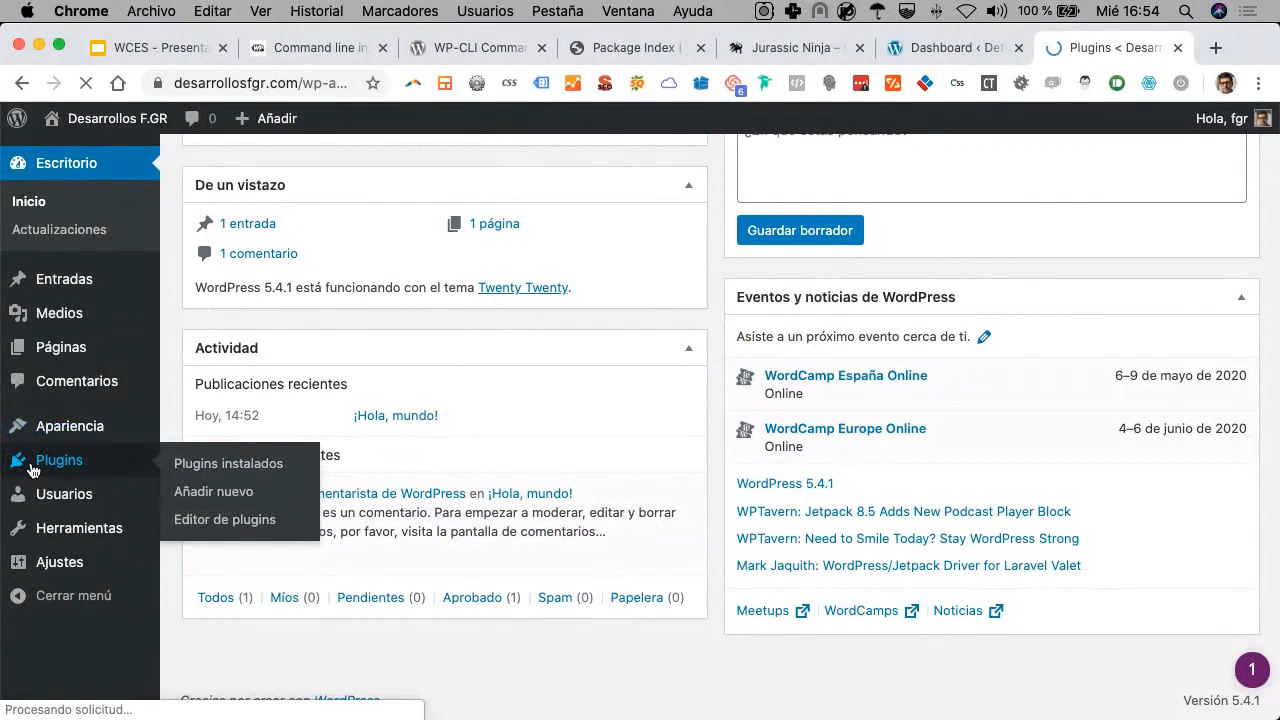 Chrome Archivo Editar Ver Historial Marcadores Usuarios Pestaña Ventana Ayuda 100 % Mié 16:54
WCES - Presenta Command line in WP-CLI Comma Package Index | Jurassic Ninja – L Dashboard ‹ Def Plugins ‹ Desarr
desarrollosfgr.com/wp-a... css 6 Css CT
Desarrollos F.GR 0 Añadir Hola, fgr
Escritorio
Inicio
Actualizaciones
Entradas
Medios
Páginas
Comentarios
Apariencia
Plugins
Usuarios
Herramientas
Ajustes
Cerrar menú
Plugins instalados
Añadir nuevo
Editor de plugins
De un vistazo
1 entrada 1 página
1 comentario
WordPress 5.4.1 está funcionando con el tema Twenty Twenty.
Actividad
Publicaciones recientes
Hoy, 14:52 ¡Hola, mundo!
tes
mentarista de WordPress en ¡Hola, mundo!
es un comentario. Para empezar a moderar, editar y borrar
tarios, por favor, visita la pantalla de comentarios...
Todos (1) | Míos (0) | Pendientes (0) | Aprobado (1) | Spam (0) | Papelera (0)
Guardar borrador
Eventos y noticias de WordPress
Asiste a un próximo evento cerca de ti.
WordCamp España Online 6–9 de mayo de 2020
Online
WordCamp Europe Online 4–6 de junio de 2020
Online
WordPress 5.4.1
WPTavern: Jetpack 8.5 Adds New Podcast Player Block
WPTavern: Need to Smile Today? Stay WordPress Strong
Mark Jaquith: WordPress/Jetpack Driver for Laravel Valet
Meetups | WordCamps | Noticias
1
Gracias por crear con WordPress
Versión 5.4.1
Procesando solicitud...